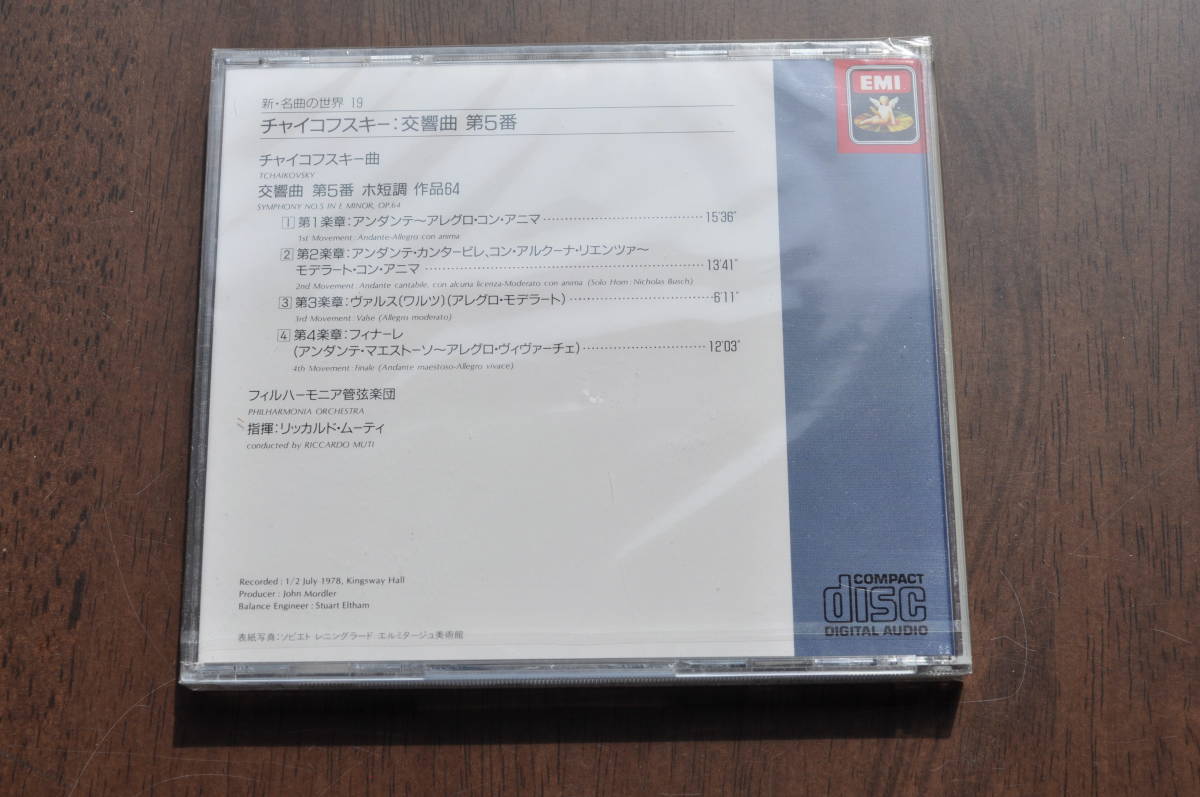 新・名曲の世界 19
チャイコフスキー：交響曲 第5番
チャイコフスキー曲
TCHAIKOVSKY
交響曲 第5番 ホ短調 作品64
SYMPHONY NO.5 IN E MINOR, OP.64
1 第1楽章：アンダンテ～アレグロ・コン・アニマ 15'36"
1st Movement: Andante-Allegro con anima
2 第2楽章：アンダンテ・カンタービレ、コン・アルクーナ・リエンツァ～
モデラート・コン・アニマ 13'41"
2nd Movement: Andante cantabile, con alcuna licenza-Moderato con anima (Solo Horn: Nicholas Busch)
3 第3楽章：ヴァルス(ワルツ)(アレグロ・モデラート) 6'11"
3rd Movement: Valse (Allegro moderato)
4 第4楽章：フィナーレ
(アンダンテ・マエストーソ～アレグロ・ヴィヴァーチェ) 12'03"
4th Movement: Finale (Andante maestoso-Allegro vivace)
フィルハーモニア管弦楽団
PHILHARMONIA ORCHESTRA
指揮：リッカルド・ムーティ
conducted by RICCARDO MUTI
Recorded : 1/2 July 1978, Kingsway Hall
Producer : John Mordler
Balance Engineer : Stuart Eltham
表紙写真：ソビエト レニングラード エルミタージュ美術館
EMI
COMPACT
disc
DIGITAL AUDIO